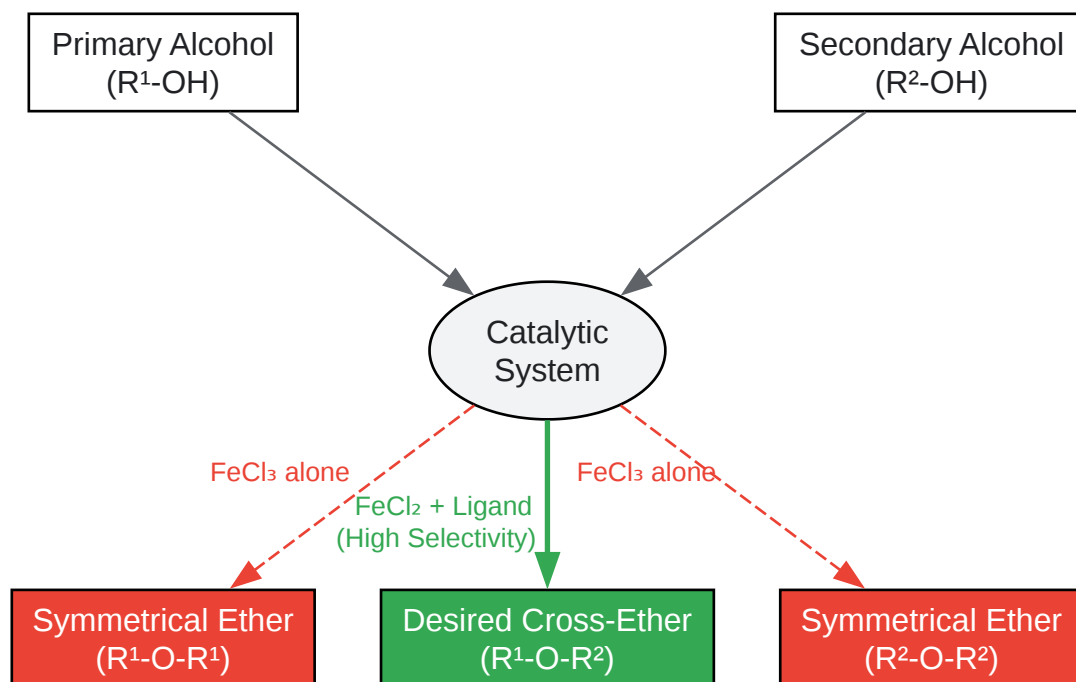 Primary Alcohol
(R¹-OH)
Secondary Alcohol
(R²-OH)
Catalytic
System
FeCl₃ alone
FeCl₃ alone
FeCl₂ + Ligand
(High Selectivity)
Symmetrical Ether
(R¹-O-R¹)
Desired Cross-Ether
(R¹-O-R²)
Symmetrical Ether
(R²-O-R²)